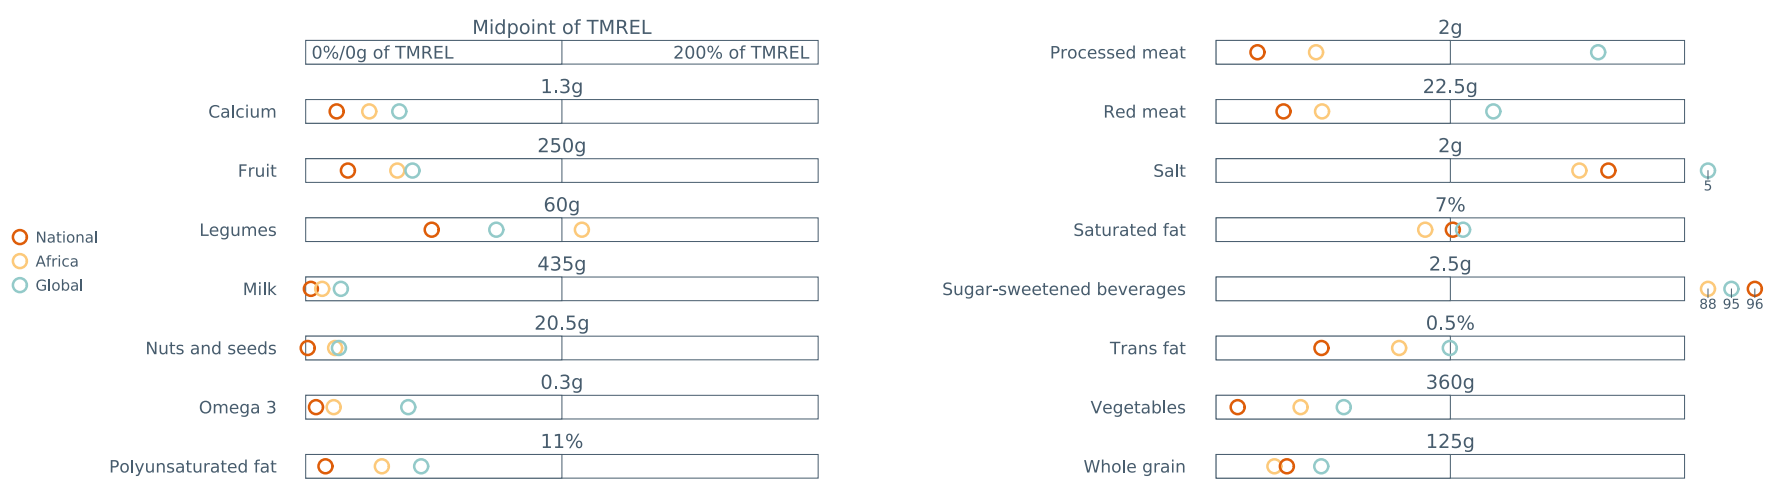 Midpoint of TMREL
0%/0g of TMREL 200% of TMREL
1.3g
Calcium
250g
Fruit
60g
Legumes
435g
Milk
20.5g
Nuts and seeds
0.3g
Omega 3
11%
Polyunsaturated fat
National
Africa
Global
2g
Processed meat
22.5g
Red meat
2g
Salt
5
7%
Saturated fat
2.5g
Sugar-sweetened beverages
88 95 96
0.5%
Trans fat
360g
Vegetables
125g
Whole grain